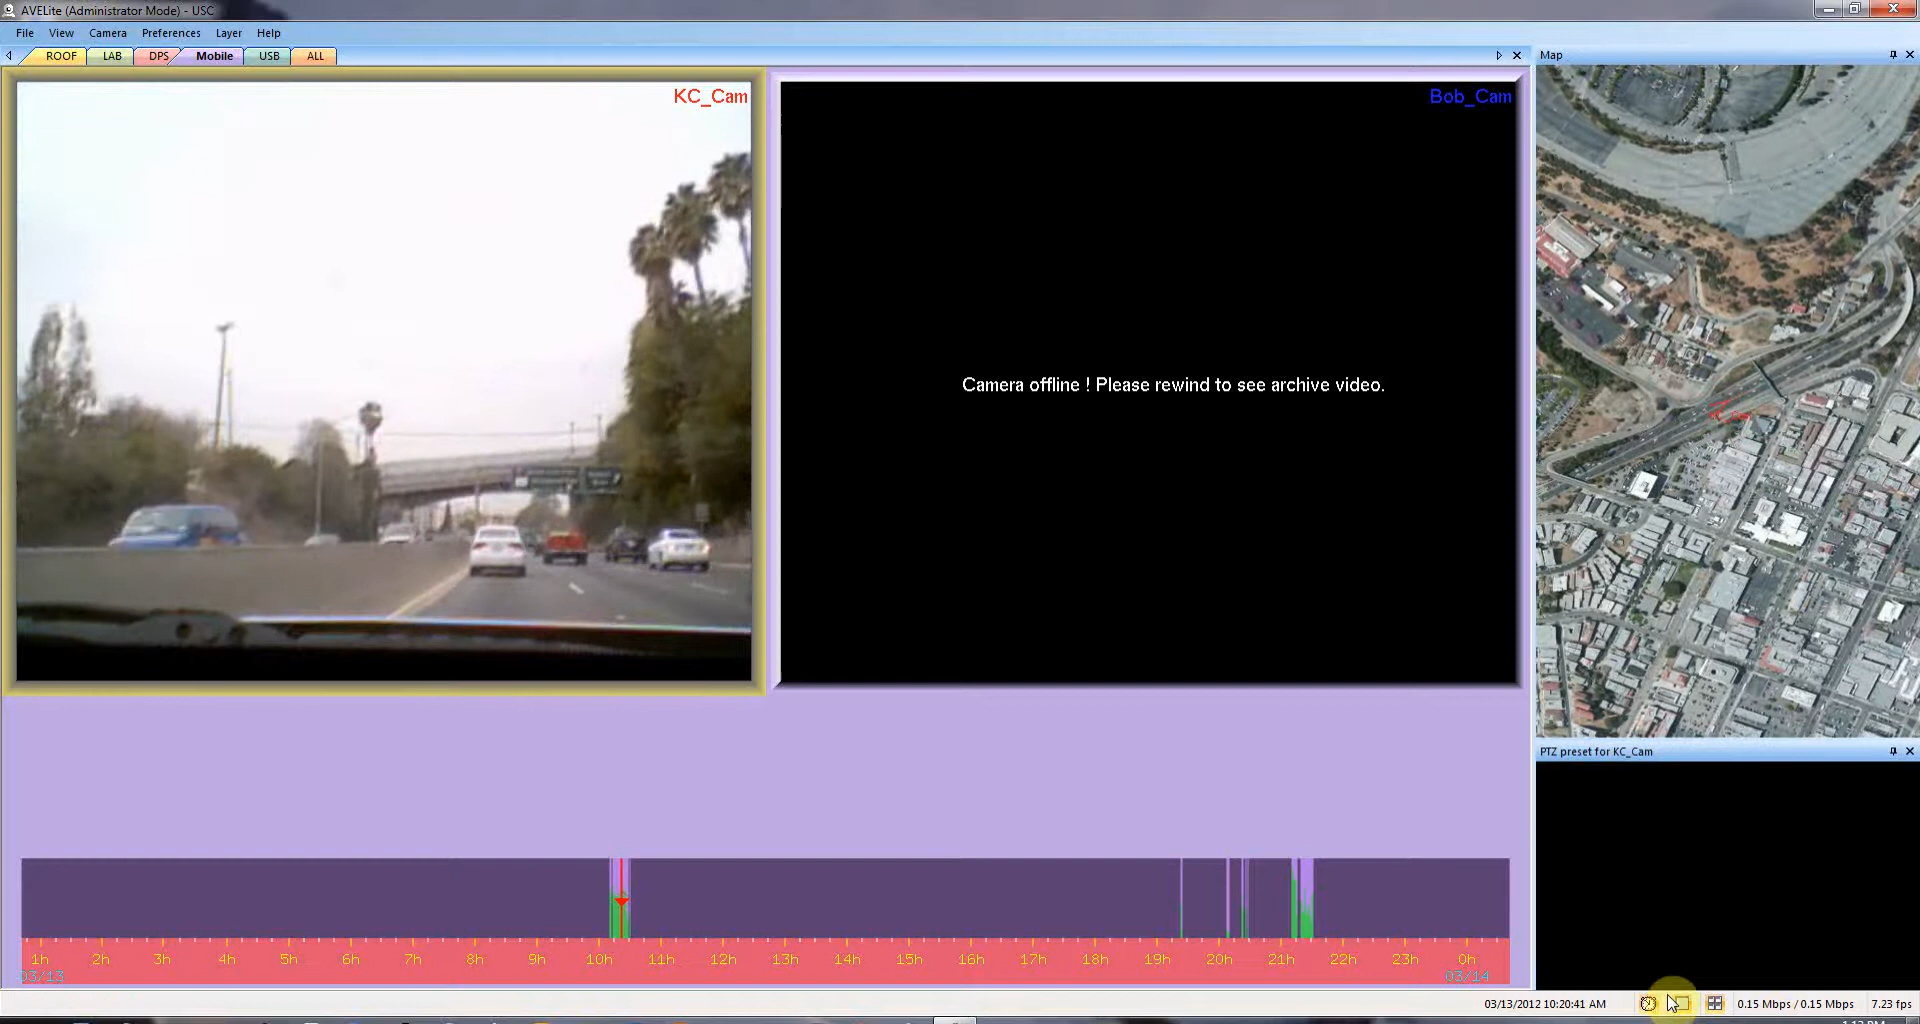 AVELite (Administrator Mode) - USC
File View Camera Preferences Layer Help
ROOF LAB DPS Mobile USB ALL
Map
KC_Cam
Bob_Cam
Camera offline ! Please rewind to see archive video.
KC_Cam
PTZ preset for KC_Cam
1h 2h 3h 4h 5h 6h 7h 8h 9h 10h 11h 12h 13h 14h 15h 16h 17h 18h 19h 20h 21h 22h 23h 0h
03/13 03/14
03/13/2012 10:20:41 AM 0.15 Mbps / 0.15 Mbps 7.23 fps